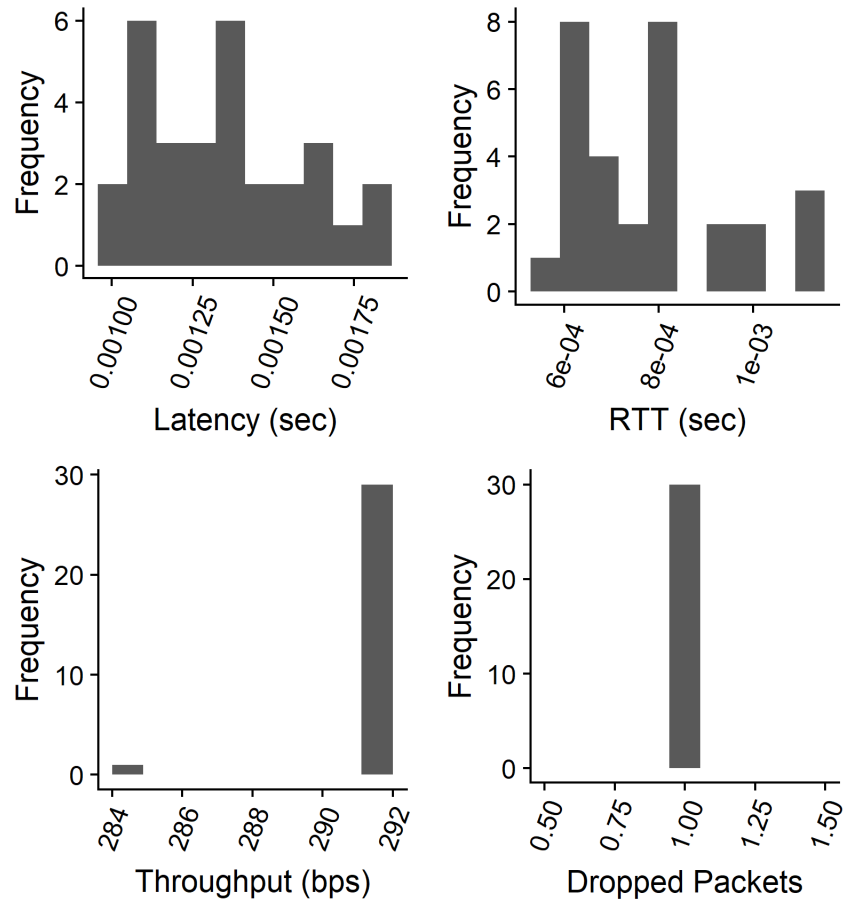 Frequency
6
4
2
0
0.00100
0.00125
0.00150
0.00175
Latency (sec)
Frequency
8
6
4
2
0
6e-04
8e-04
1e-03
RTT (sec)
Frequency
30
20
10
0
284
286
288
290
292
Throughput (bps)
Frequency
30
20
10
0
0.50
0.75
1.00
1.25
1.50
Dropped Packets